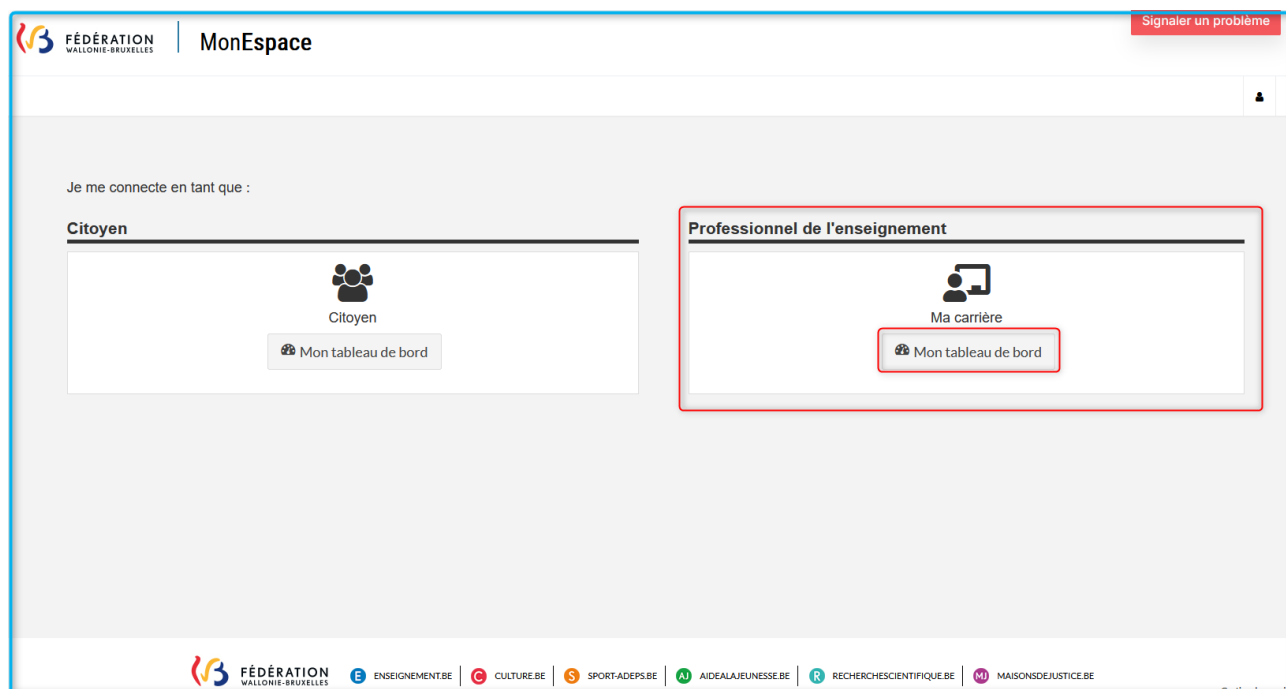 Signaler un problème
FÉDÉRATION
WALLONIE-BRUXELLES
MonEspace
Je me connecte en tant que :
Citoyen
Citoyen
Mon tableau de bord
Professionnel de l'enseignement
Ma carrière
Mon tableau de bord
FÉDÉRATION
WALLONIE-BRUXELLES
E ENSEIGNEMENT.BE C CULTURE.BE S SPORT-ADEPS.BE AJ AIDEALAJEUNESSE.BE R RECHERCHESCIENTIFIQUE.BE MJ MAISONSDEJUSTICE.BE